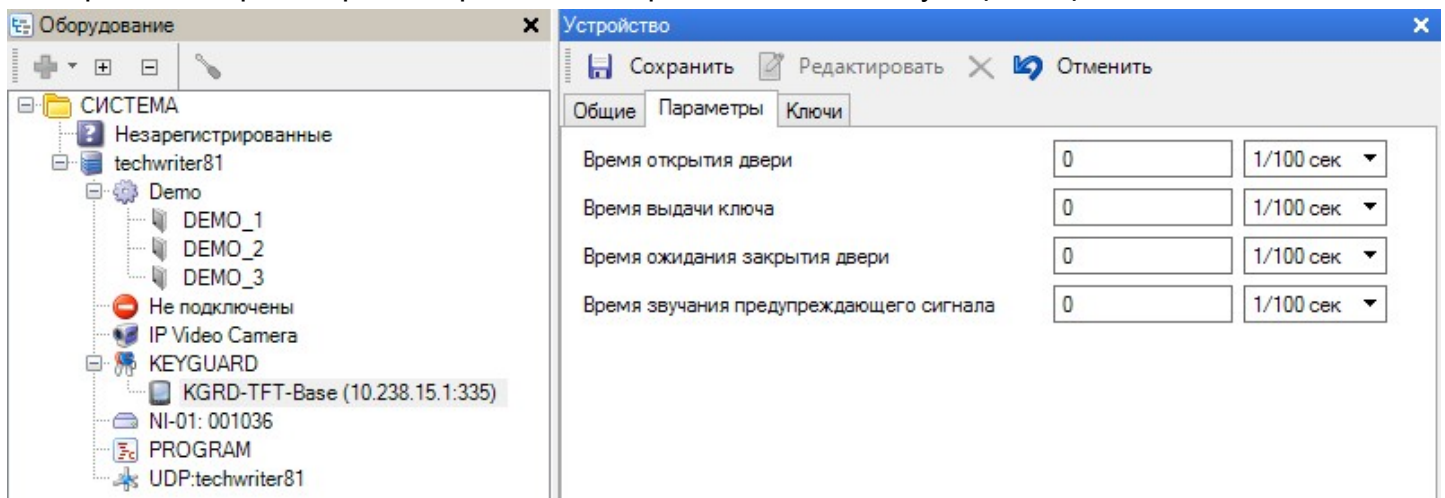 Оборудование
СИСТЕМА
Незарегистрированные
techwriter81
Demo
DEMO_1
DEMO_2
DEMO_3
Не подключены
IP Video Camera
KEYGUARD
KGRD-TFT-Base (10.238.15.1:335)
NI-01: 001036
PROGRAM
UDP:techwriter81
Устройство
Сохранить Редактировать Отменить
Общие Параметры Ключи
Время открытия двери 0 1/100 сек
Время выдачи ключа 0 1/100 сек
Время ожидания закрытия двери 0 1/100 сек
Время звучания предупреждающего сигнала 0 1/100 сек